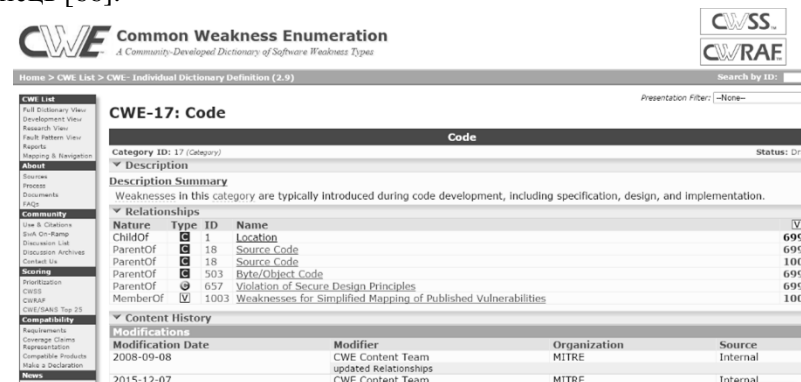 CWE
Common Weakness Enumeration
A Community-Developed Dictionary of Software Weakness Types
CWSS
CWRAF
Home > CWE List > CWE- Individual Dictionary Definition (2.9)
Search by ID:
CWE List
Full Dictionary View
Development View
Research View
Fault Pattern View
Reports
Mapping & Navigation
About
Sources
Process
Documents
FAQs
Community
Use & Citations
SwA On-Ramp
Discussion List
Discussion Archives
Contact Us
Scoring
Prioritization
CWSS
CWRAF
CWE/SANS Top 25
Compatibility
Requirements
Coverage Claims
Representation
Compatible Products
Make a Declaration
News
Presentation Filter: --None--
CWE-17: Code
Code
Category ID: 17 (Category)
Status:
Description
Description Summary
Weaknesses in this category are typically introduced during code development, including specification, design, and implementation.
Relationships
Nature Type ID Name V
ChildOf C 1 Location 699
ParentOf C 18 Source Code 699
ParentOf C 18 Source Code 100
ParentOf C 503 Byte/Object Code 699
ParentOf G 657 Violation of Secure Design Principles 699
MemberOf V 1003 Weaknesses for Simplified Mapping of Published Vulnerabilities 100
Content History
Modifications
Modification Date Modifier Organization Source
2008-09-08 CWE Content Team MITRE Internal
updated Relationships
2015-12-07 CWE Content Team MITRE Internal